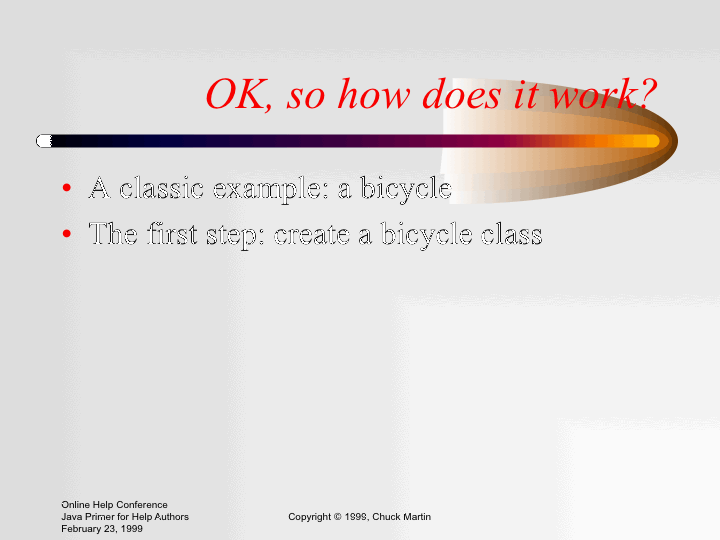 OK, so how does it work?
• A classic example: a bicycle
• The first step: create a bicycle class
Online Help Conference
Java Primer for Help Authors
February 23, 1999
Copyright © 1999, Chuck Martin